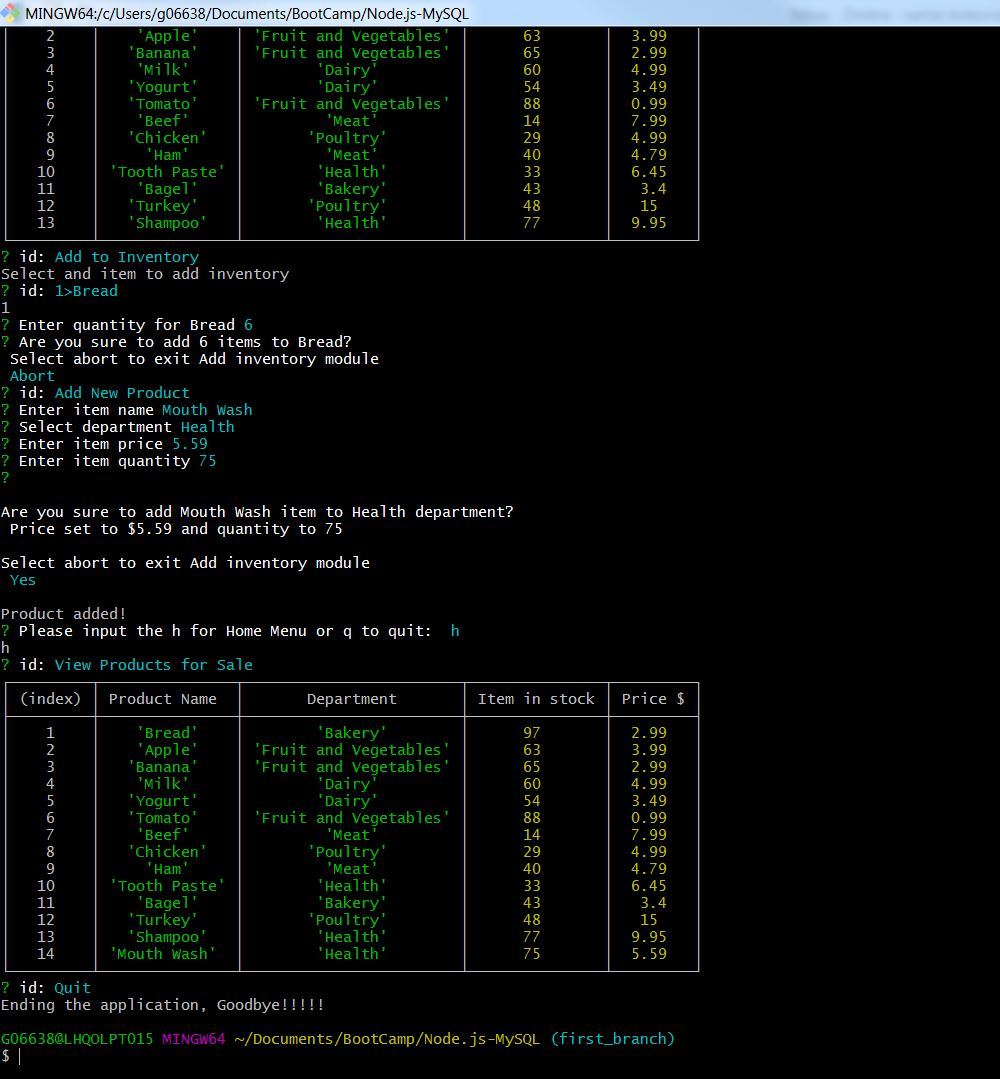 MINGW64:/c/Users/g06638/Documents/BootCamp/Node.js-MySQL
2 'Apple' 'Fruit and Vegetables' 63 3.99
3 'Banana' 'Fruit and Vegetables' 65 2.99
4 'Milk' 'Dairy' 60 4.99
5 'Yogurt' 'Dairy' 54 3.49
6 'Tomato' 'Fruit and Vegetables' 88 0.99
7 'Beef' 'Meat' 14 7.99
8 'Chicken' 'Poultry' 29 4.99
9 'Ham' 'Meat' 40 4.79
10 'Tooth Paste' 'Health' 33 6.45
11 'Bagel' 'Bakery' 43 3.4
12 'Turkey' 'Poultry' 48 15
13 'Shampoo' 'Health' 77 9.95
? id: Add to Inventory
Select and item to add inventory
? id: 1>Bread
1
? Enter quantity for Bread 6
? Are you sure to add 6 items to Bread?
Select abort to exit Add inventory module
Abort
? id: Add New Product
? Enter item name Mouth Wash
? Select department Health
? Enter item price 5.59
? Enter item quantity 75
?
Are you sure to add Mouth Wash item to Health department?
Price set to $5.59 and quantity to 75
Select abort to exit Add inventory module
Yes
Product added!
? Please input the h for Home Menu or q to quit: h
h
? id: View Products for Sale
(index) Product Name Department Item in stock Price $
1 'Bread' 'Bakery' 97 2.99
2 'Apple' 'Fruit and Vegetables' 63 3.99
3 'Banana' 'Fruit and Vegetables' 65 2.99
4 'Milk' 'Dairy' 60 4.99
5 'Yogurt' 'Dairy' 54 3.49
6 'Tomato' 'Fruit and Vegetables' 88 0.99
7 'Beef' 'Meat' 14 7.99
8 'Chicken' 'Poultry' 29 4.99
9 'Ham' 'Meat' 40 4.79
10 'Tooth Paste' 'Health' 33 6.45
11 'Bagel' 'Bakery' 43 3.4
12 'Turkey' 'Poultry' 48 15
13 'Shampoo' 'Health' 77 9.95
14 'Mouth Wash' 'Health' 75 5.59
? id: Quit
Ending the application, Goodbye!!!!!
G06638@LHQOLPT015 MINGW64 ~/Documents/BootCamp/Node.js-MySQL (first_branch)
$